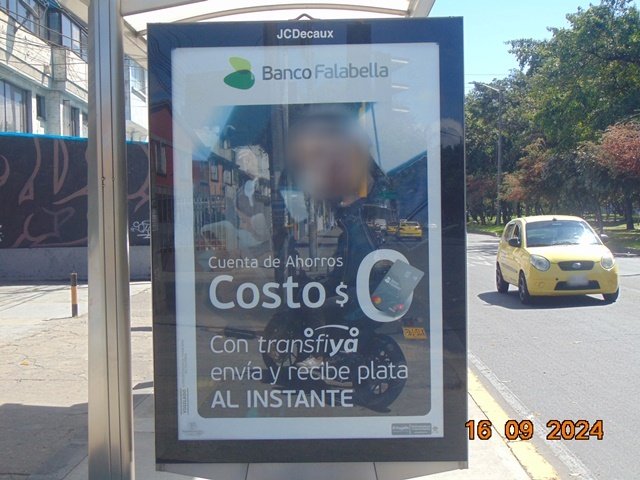 JCDecaux
Banco Falabella
Cuenta de Ahorros
Costo $0
Con transfiya
envía y recibe plata
AL INSTANTE
16 09 2024